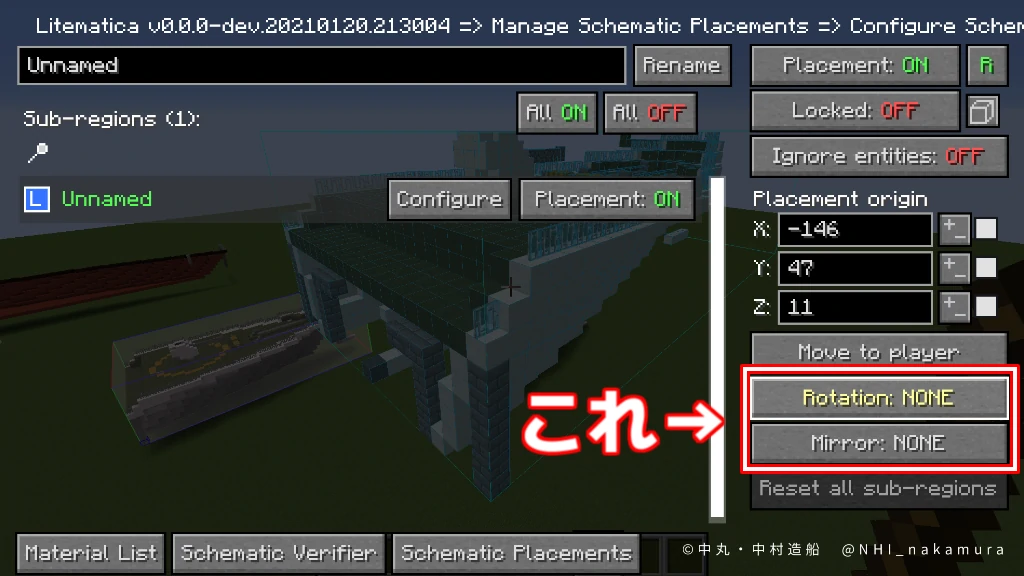 Litematica v0.0.0-dev.20210120.213004 => Manage Schematic Placements => Configure Schem
Unnamed
Rename
Placement: ON
R
All ON
All OFF
Locked: OFF
Sub-regions (1):
Ignore entities: OFF
L Unnamed
Configure
Placement: ON
Placement origin
X: -146
Y: 47
Z: 11
Move to player
Rotation: NONE
これ→
Mirror: NONE
Reset all sub-regions
Material List
Schematic Verifier
Schematic Placements
©中丸・中村造船 @NHI_nakamura